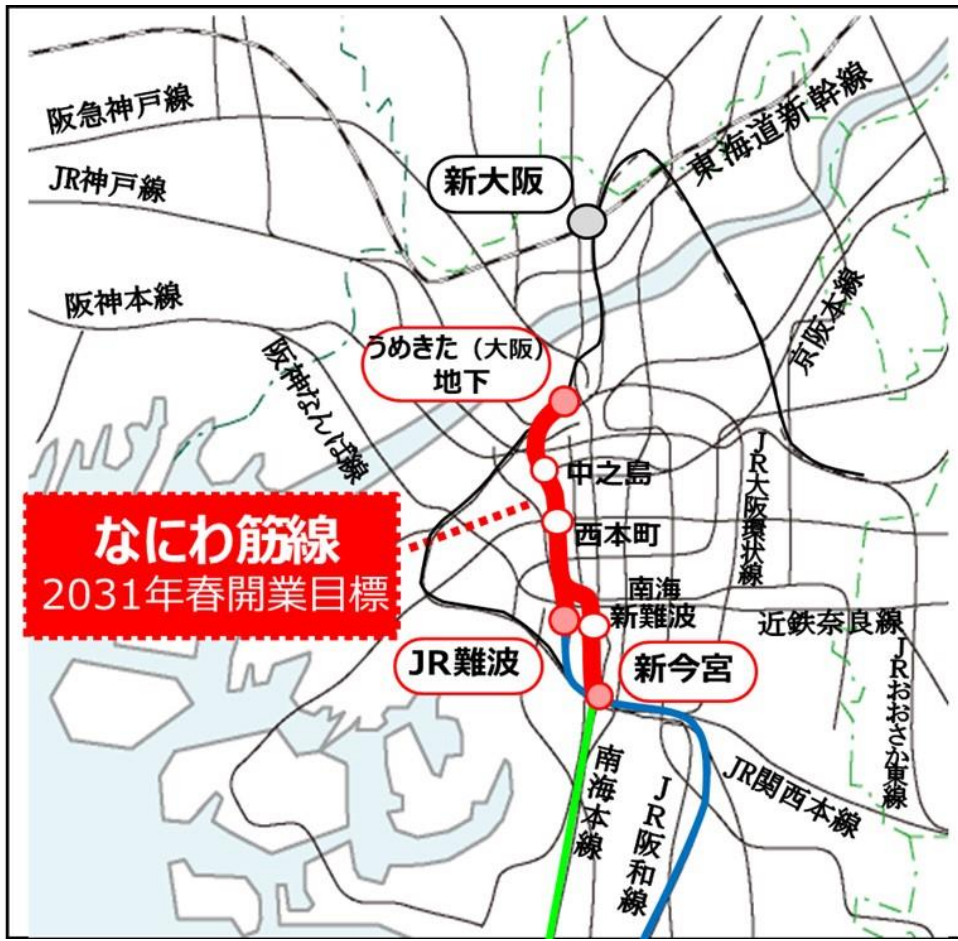 阪急神戸線
JR神戸線
新大阪
東海道新幹線
阪神本線
うめきた（大阪）
地下
阪神なんば線
京阪本線
中之島
JR大阪環状線
なにわ筋線
2031年春開業目標
西本町
南海
新難波
近鉄奈良線
JR難波
新今宮
JRおおさか東線
南海本線
JR阪和線
JR関西本線